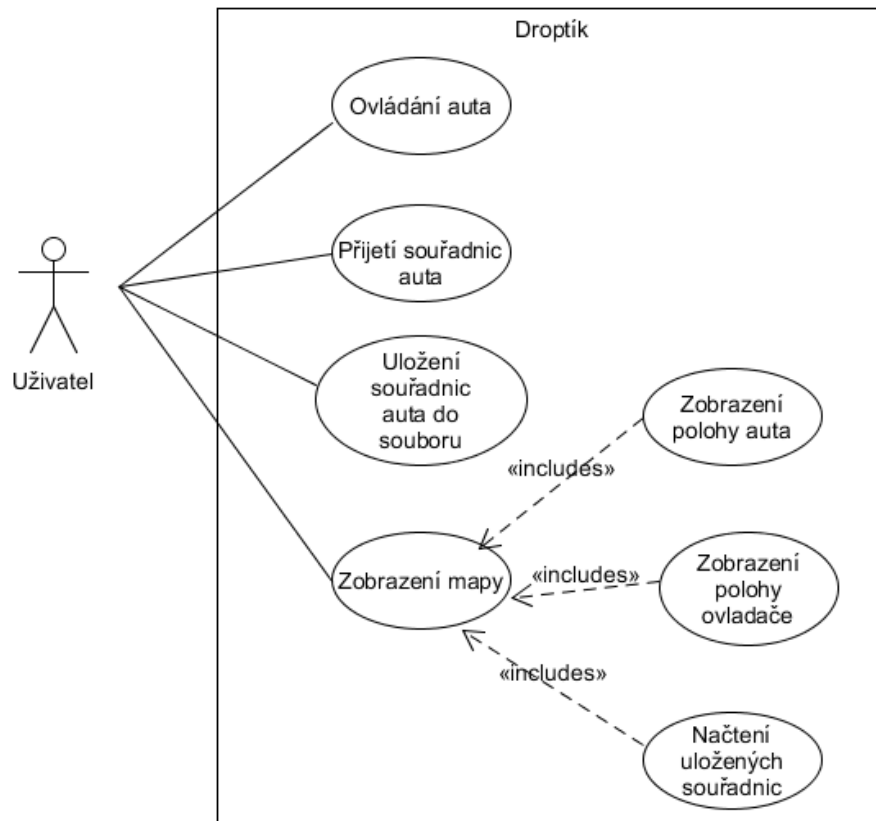 Droptík
Ovládání auta
Přijetí souřadnic
auta
Uživatel
Uložení
souřadnic
auta do
souboru
Zobrazení
polohy auta
«includes»
Zobrazení mapy
«includes»
Zobrazení
polohy
ovladače
«includes»
Načtení
uložených
souřadnic